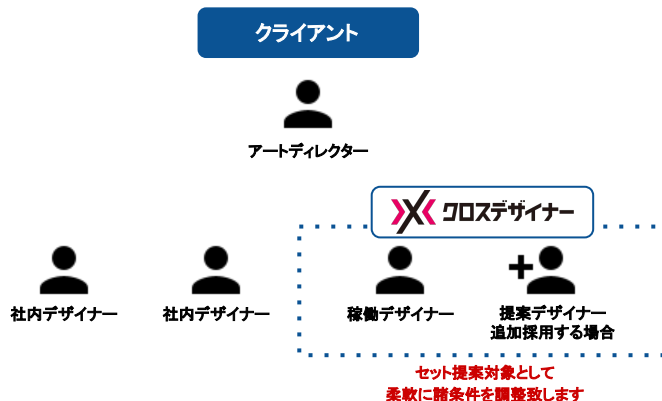 クライアント
アートディレクター
クロスデザイナー
社内デザイナー
社内デザイナー
稼働デザイナー
提案デザイナー
追加採用する場合
セット提案対象として
柔軟に諸条件を調整致します